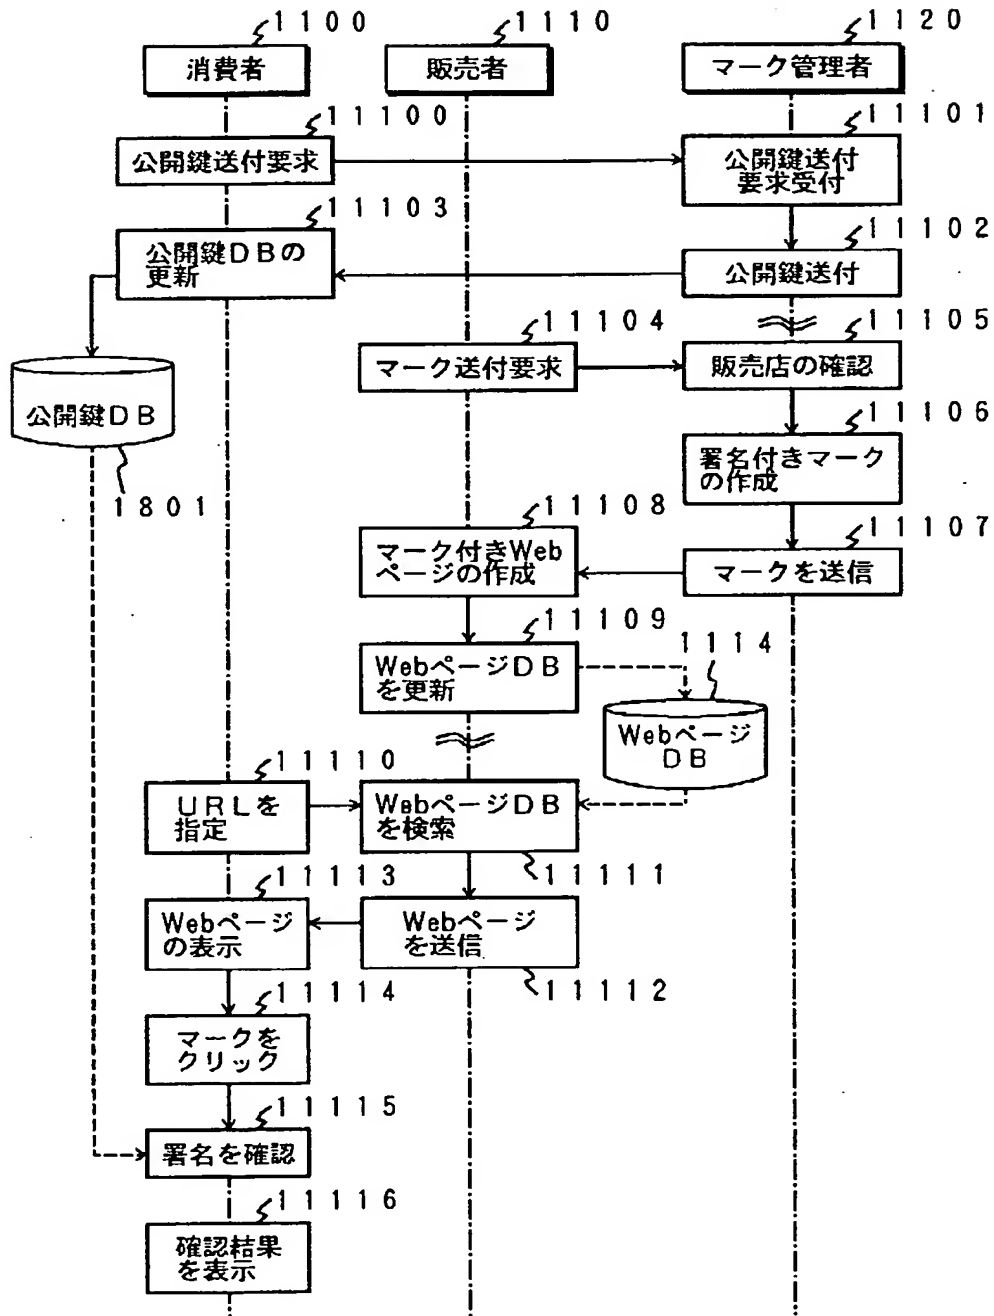 1100
1110
1120
消費者
販売者
マーク管理者
11100
11101
公開鍵送付要求
公開鍵送付
要求受付
11103
11102
公開鍵DBの
更新
公開鍵送付
11104
11105
マーク送付要求
販売店の確認
公開鍵DB
1801
11106
署名付きマーク
の作成
11108
11107
マーク付きWeb
ページの作成
マークを送信
11109
1114
WebページDB
を更新
Webページ
DB
11110
URLを
指定
WebページDB
を検索
11111
11113
Webページ
の表示
Webページ
を送信
11112
11114
マークを
クリック
11115
署名を確認
11116
確認結果
を表示